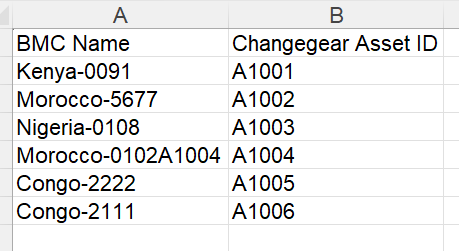 A B
BMC Name Changegear Asset ID
Kenya-0091 A1001
Morocco-5677 A1002
Nigeria-0108 A1003
Morocco-0102A1004 A1004
Congo-2222 A1005
Congo-2111 A1006